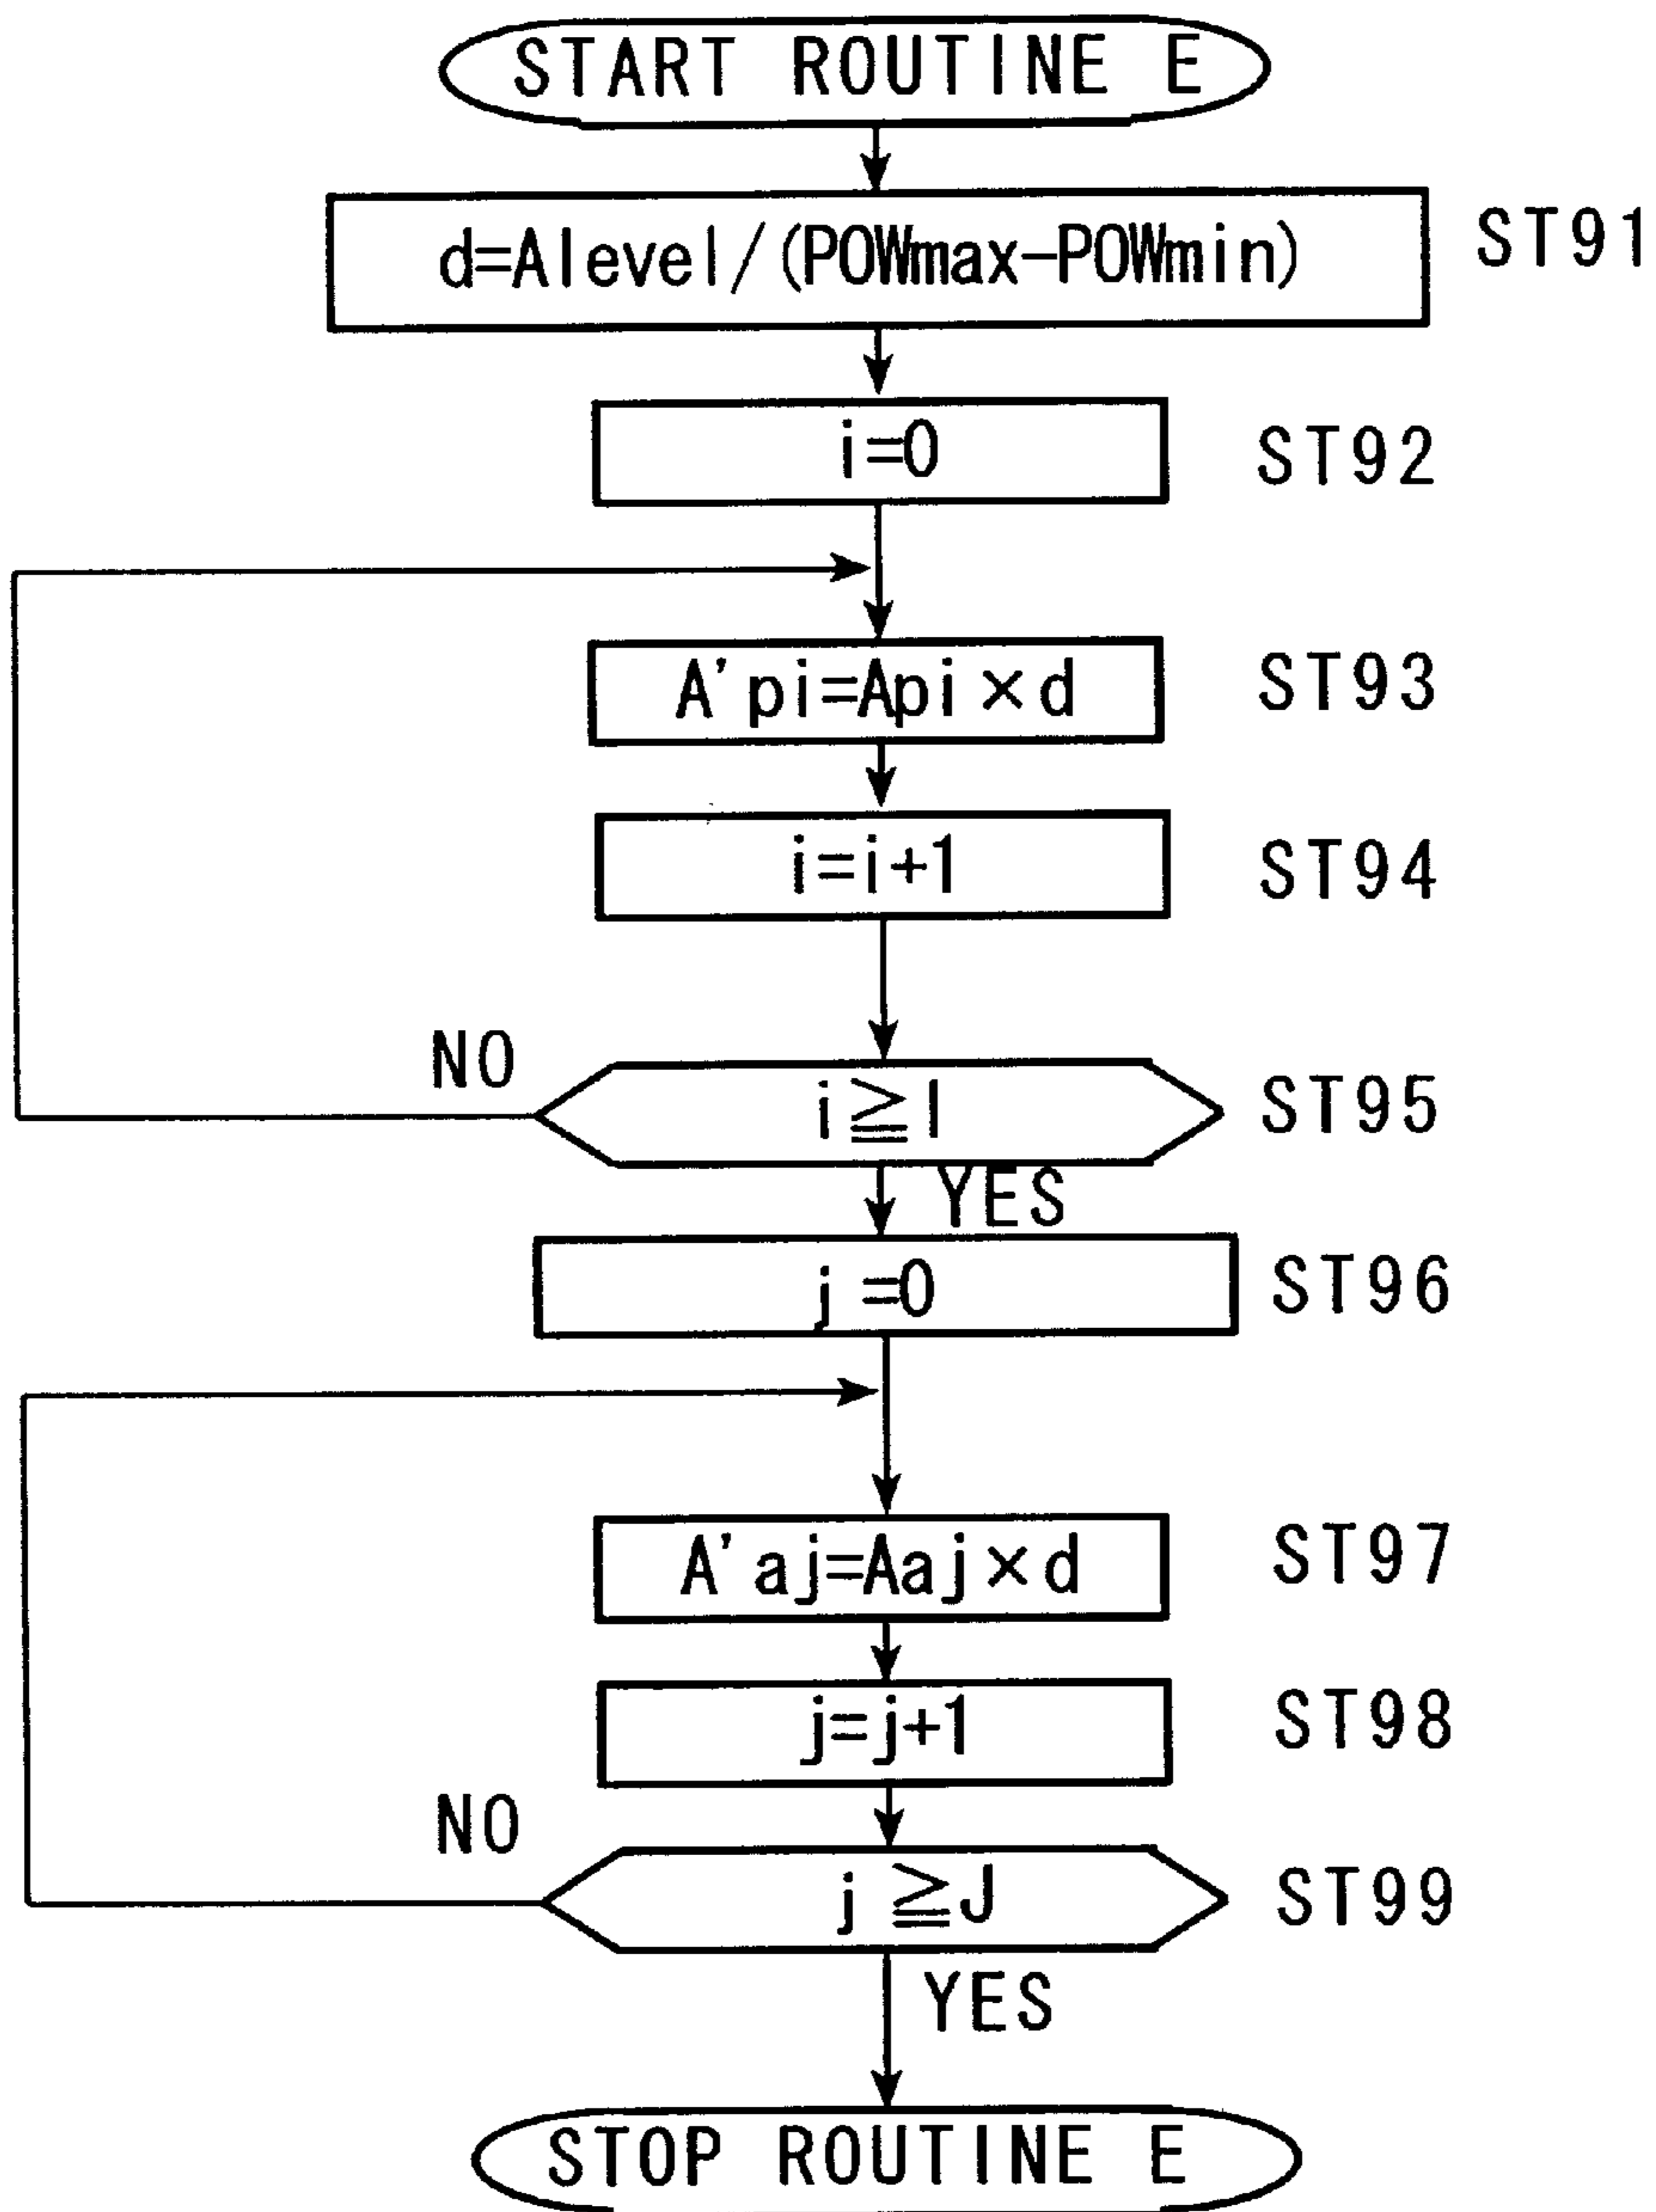 START ROUTINE E
d=Alevel/(POWmax-POWmin)
ST91
i=0
ST92
A'pi=Api×d
ST93
i=i+1
ST94
NO
i≧I
ST95
YES
j=0
ST96
A'aj=Aaj×d
ST97
j=j+1
ST98
NO
j≧J
ST99
YES
STOP ROUTINE E